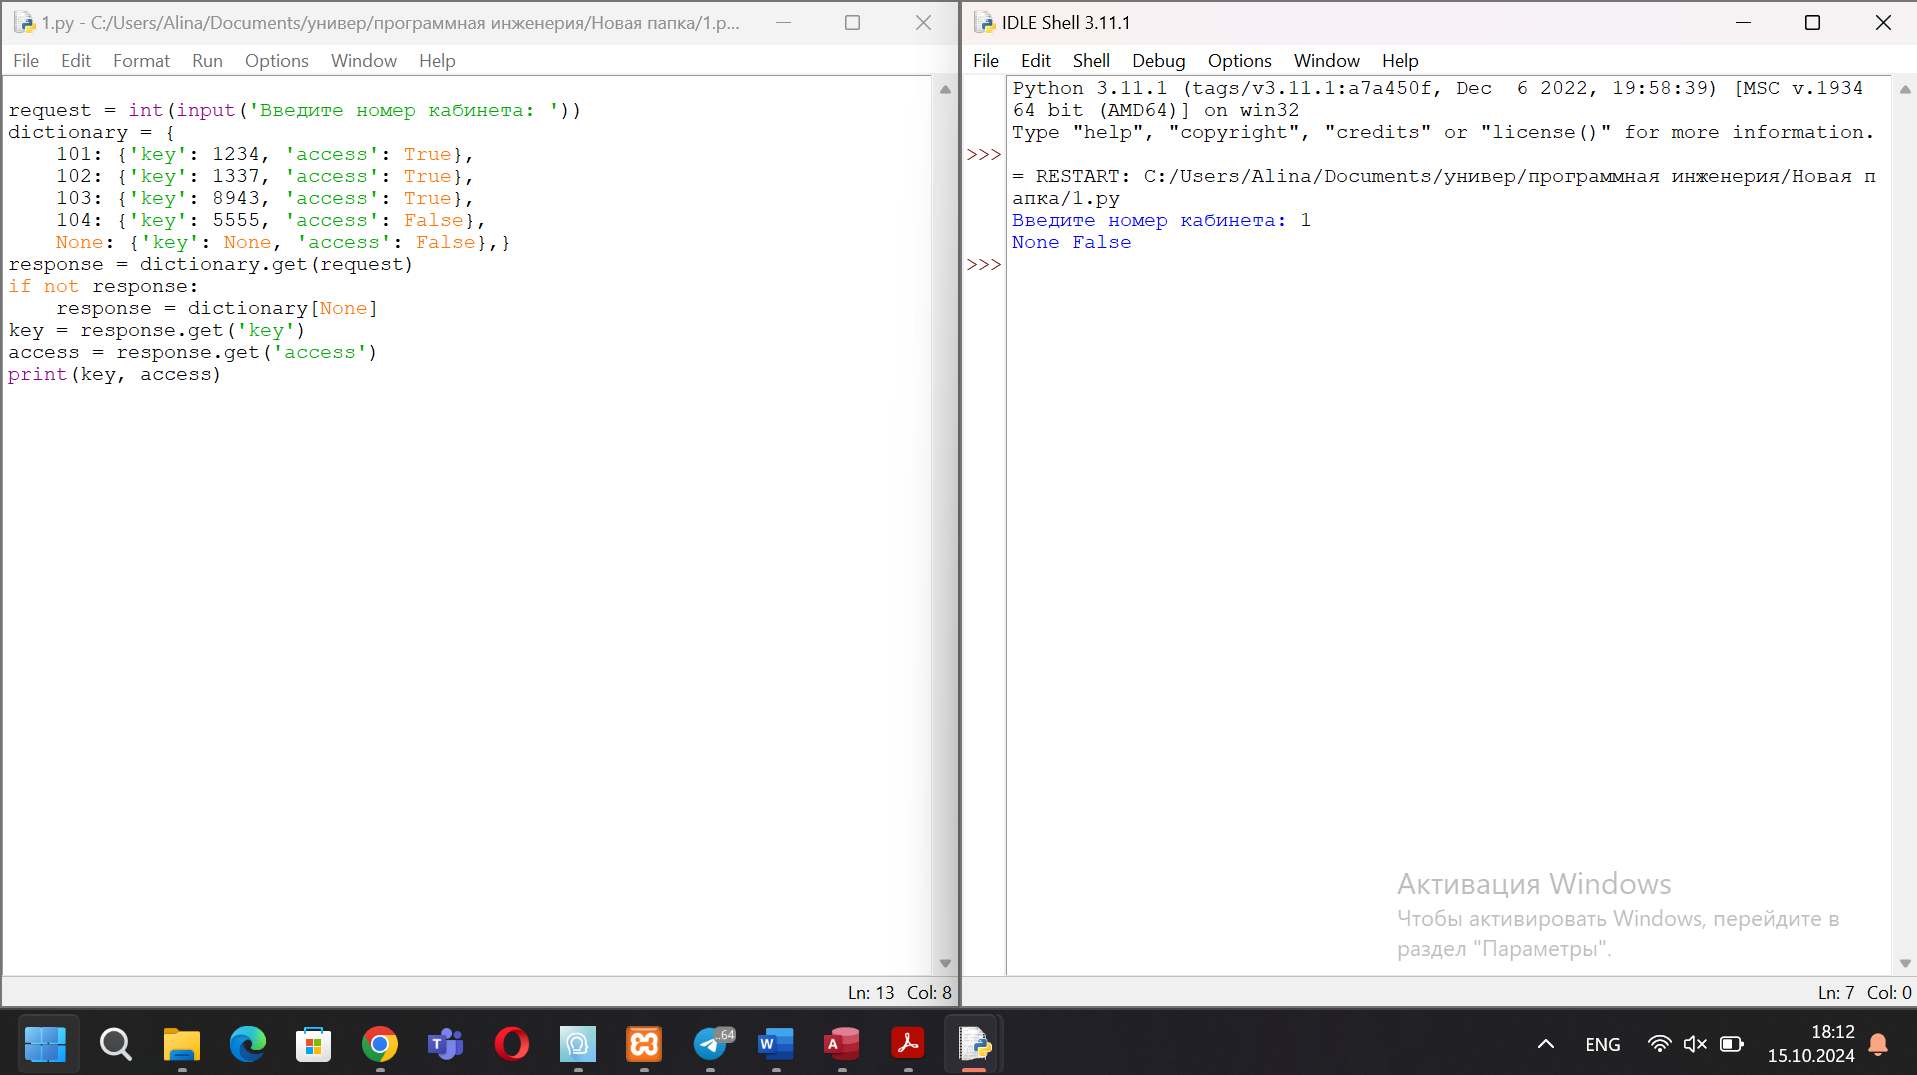 1.py - C:/Users/Alina/Documents/универ/программная инженерия/Новая папка/1.p...
File Edit Format Run Options Window Help
request = int(input('Введите номер кабинета: '))
dictionary = {
    101: {'key': 1234, 'access': True},
    102: {'key': 1337, 'access': True},
    103: {'key': 8943, 'access': True},
    104: {'key': 5555, 'access': False},
    None: {'key': None, 'access': False},}
response = dictionary.get(request)
if not response:
    response = dictionary[None]
key = response.get('key')
access = response.get('access')
print(key, access)
Ln: 13 Col: 8
IDLE Shell 3.11.1
File Edit Shell Debug Options Window Help
Python 3.11.1 (tags/v3.11.1:a7a450f, Dec  6 2022, 19:58:39) [MSC v.1934
64 bit (AMD64)] on win32
Type "help", "copyright", "credits" or "license()" for more information.
>>>
= RESTART: C:/Users/Alina/Documents/универ/программная инженерия/Новая п
апка/1.py
Введите номер кабинета: 1
None False
>>>
Активация Windows
Чтобы активировать Windows, перейдите в
раздел "Параметры".
Ln: 7 Col: 0
..64
ENG
18:12
15.10.2024